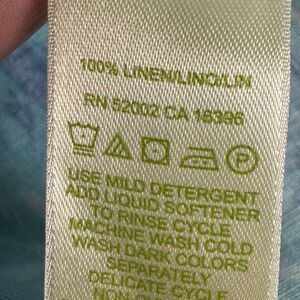 100% LINEN/LINO/LIN
RN 52002 CA 16396
P
USE MILD DETERGENT
ADD LIQUID SOFTENER
TO RINSE CYCLE
MACHINE WASH COLD
WASH DARK COLORS
SEPARATELY
DELICATE CYCLE